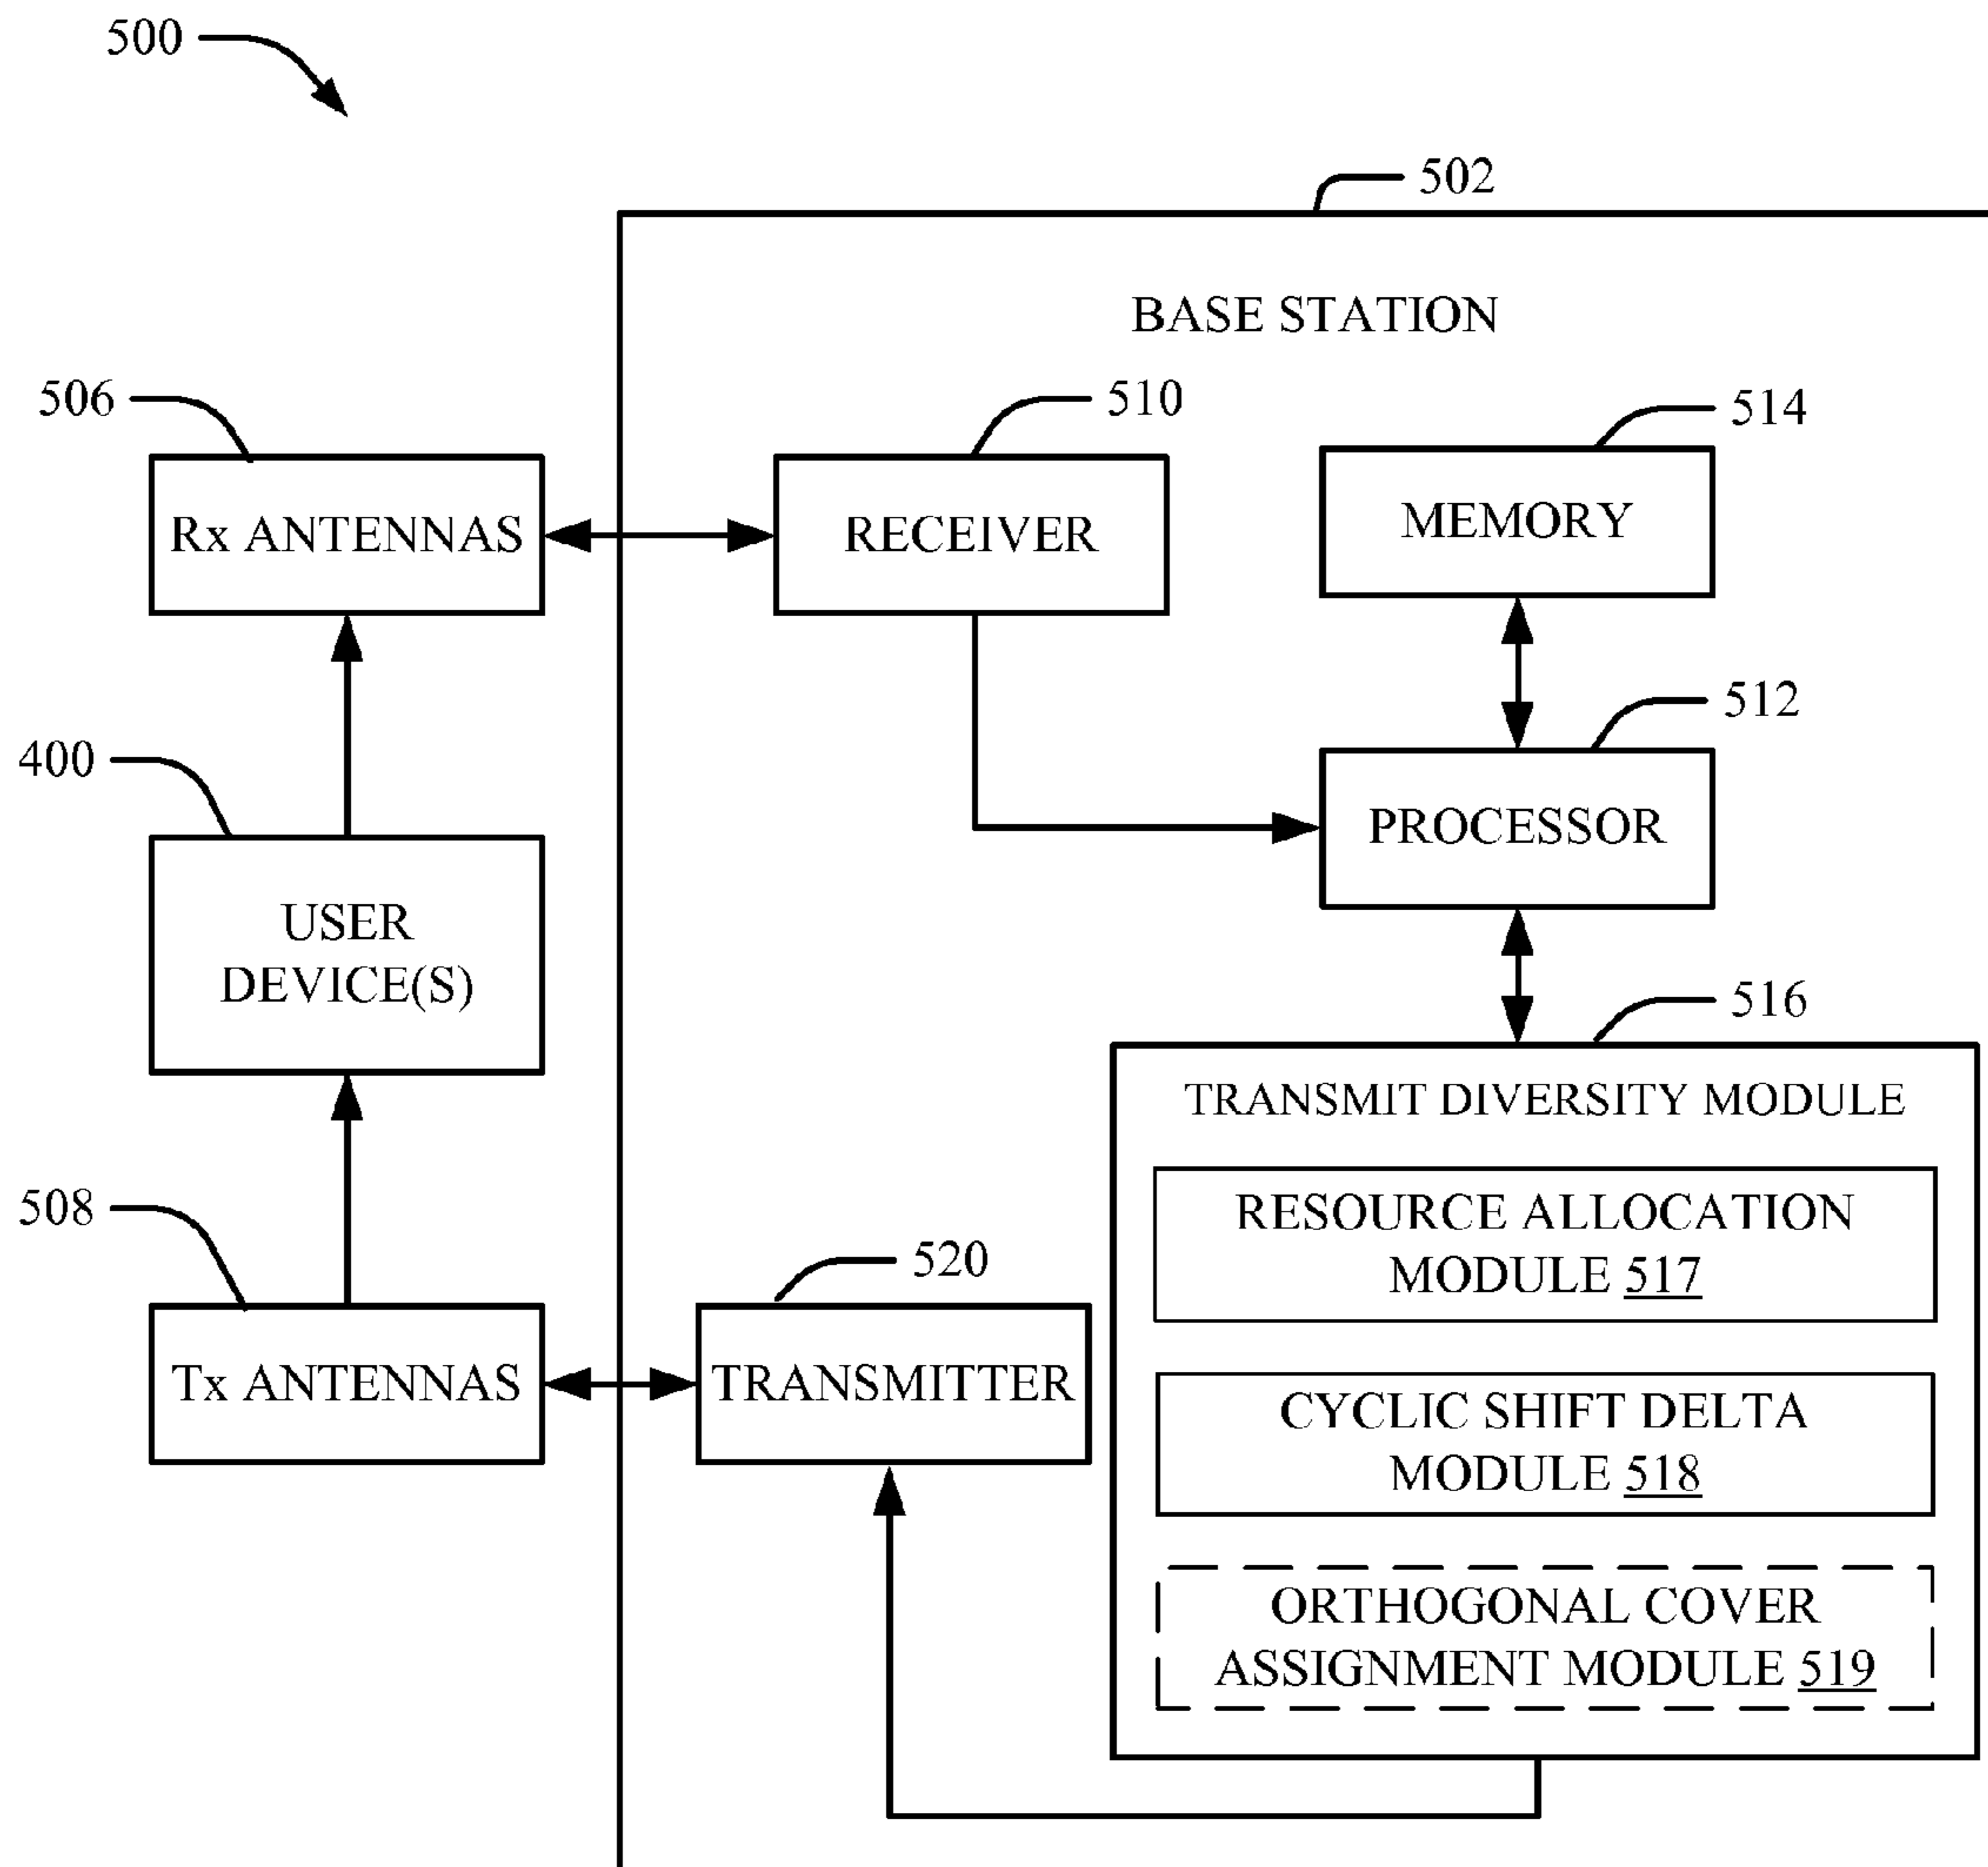 500
502
BASE STATION
506
510
514
Rx ANTENNAS
RECEIVER
MEMORY
512
400
PROCESSOR
USER
DEVICE(S)
516
TRANSMIT DIVERSITY MODULE
508
RESOURCE ALLOCATION
MODULE 517
520
Tx ANTENNAS
TRANSMITTER
CYCLIC SHIFT DELTA
MODULE 518
ORTHOGONAL COVER
ASSIGNMENT MODULE 519